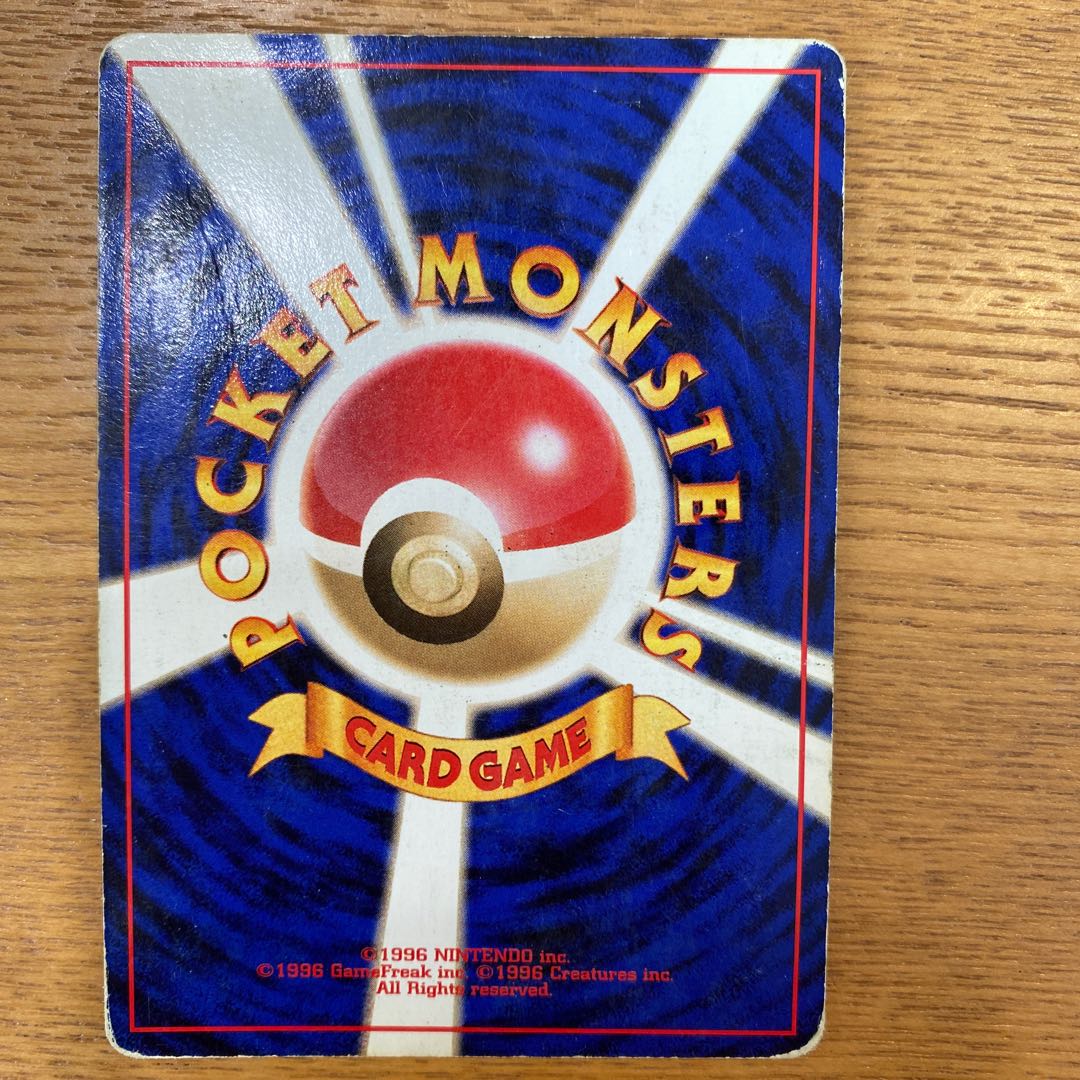 POCKET MONSTERS
CARD GAME
©1996 NINTENDO inc.
©1996 GameFreak inc. ©1996 Creatures inc.
All Rights reserved.